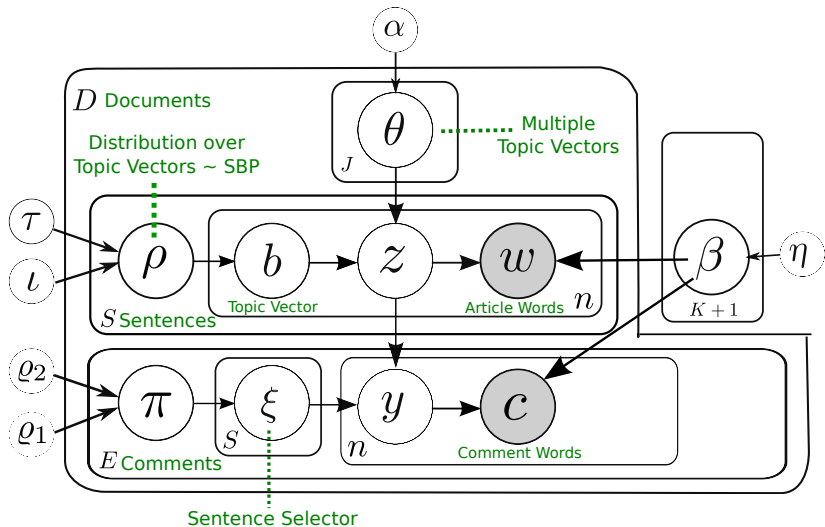 α
D Documents
θ
J
Multiple
Topic Vectors
Distribution over
Topic Vectors ~ SBP
τ
ι
ρ
b
z
w
β
η
Topic Vector
Article Words
n
S Sentences
K + 1
ϱ2
ϱ1
π
ξ
y
c
S
n
E Comments
Comment Words
Sentence Selector